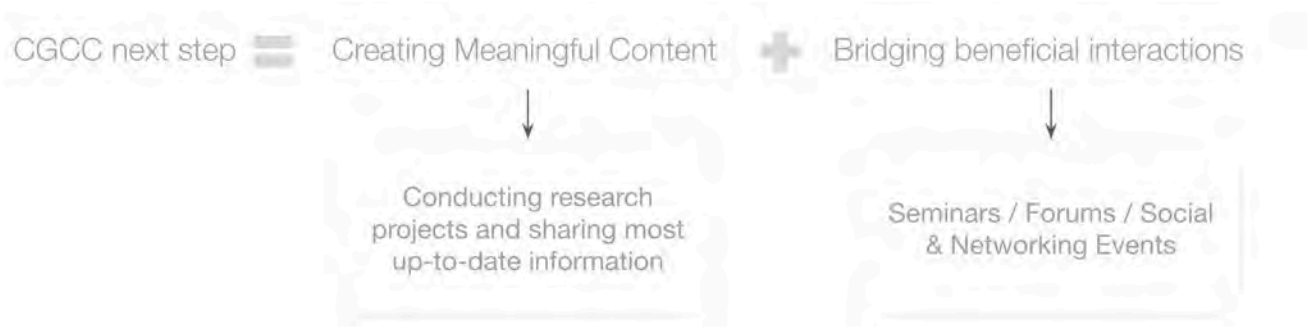 CGCC next step = Creating Meaningful Content + Bridging beneficial interactions
Conducting research
projects and sharing most
up-to-date information
Seminars / Forums / Social
& Networking Events